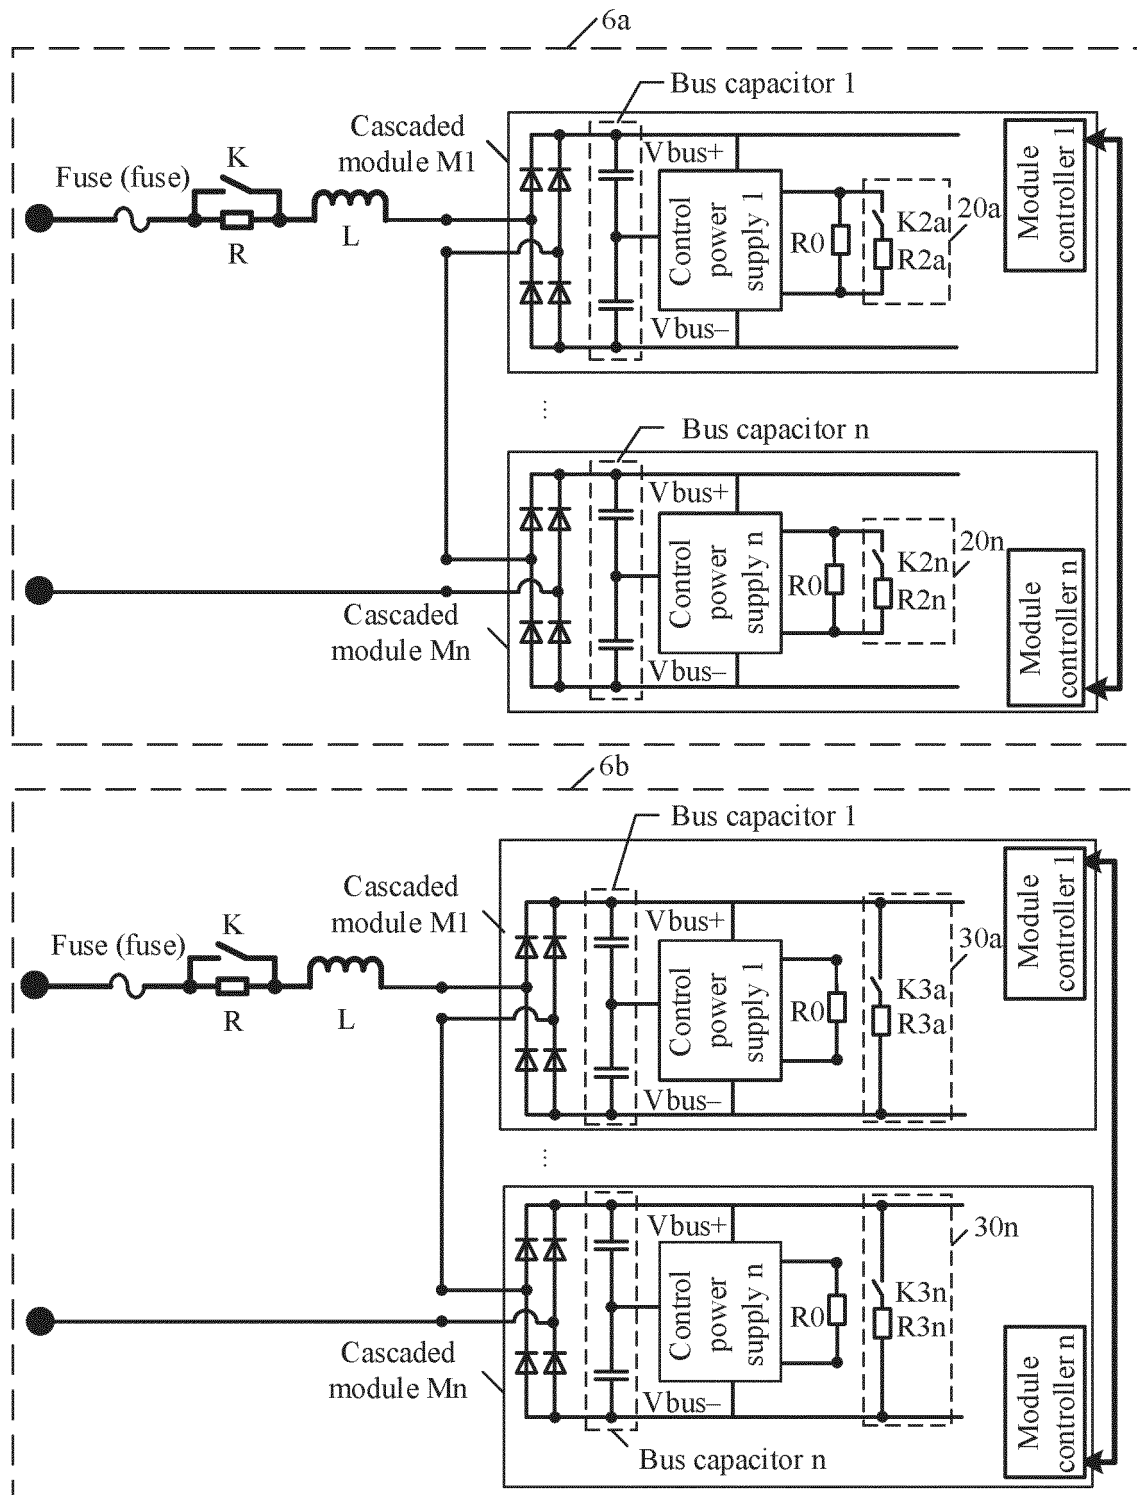 6a
Bus capacitor 1
Cascaded
module M1
Fuse (fuse)
K
R
L
Vbus+
Control
power
supply 1
R0
K2a
R2a
20a
Module
controller 1
Vbus–
...
Bus capacitor n
Vbus+
Control
power
supply n
R0
K2n
R2n
20n
Module
controller n
Cascaded
module Mn
Vbus–
6b
Bus capacitor 1
Cascaded
module M1
Fuse (fuse)
K
R
L
Vbus+
Control
power
supply 1
R0
K3a
R3a
30a
Module
controller 1
Vbus–
...
Vbus+
Control
power
supply n
R0
K3n
R3n
30n
Module
controller n
Cascaded
module Mn
Vbus–
Bus capacitor n